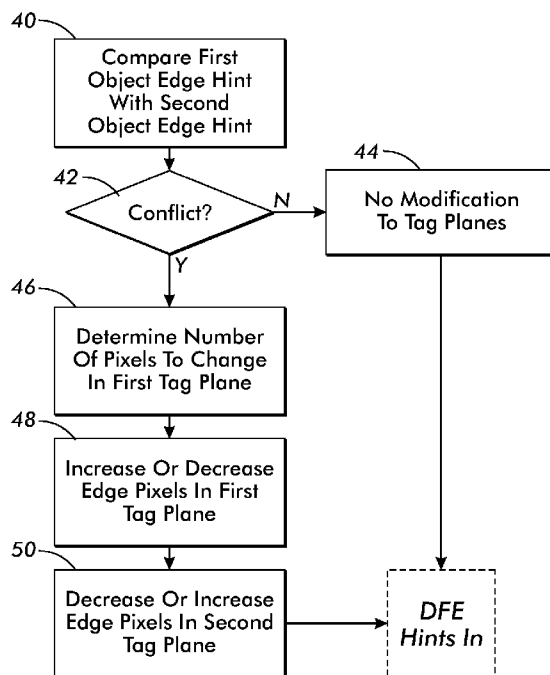 40
Compare First
Object Edge Hint
With Second
Object Edge Hint
42
Conflict?
N
Y
44
No Modification
To Tag Planes
46
Determine Number
Of Pixels To Change
In First Tag Plane
48
Increase Or Decrease
Edge Pixels In First
Tag Plane
50
Decrease Or Increase
Edge Pixels In Second
Tag Plane
DFE
Hints In